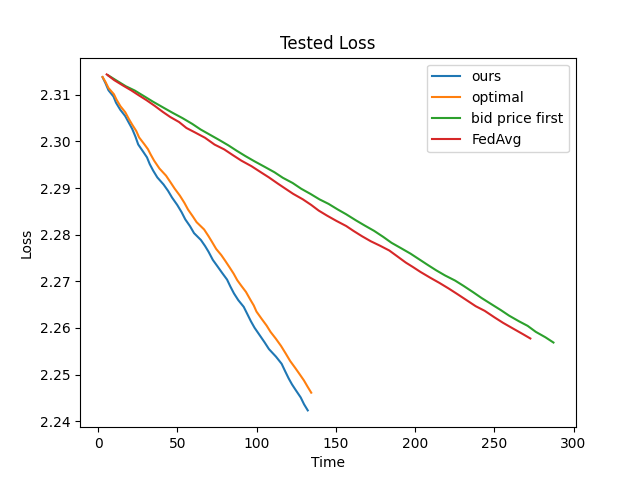 Tested Loss
ours
optimal
bid price first
FedAvg
2.31
2.30
2.29
2.28
2.27
2.26
2.25
2.24
Loss
0 50 100 150 200 250 300
Time